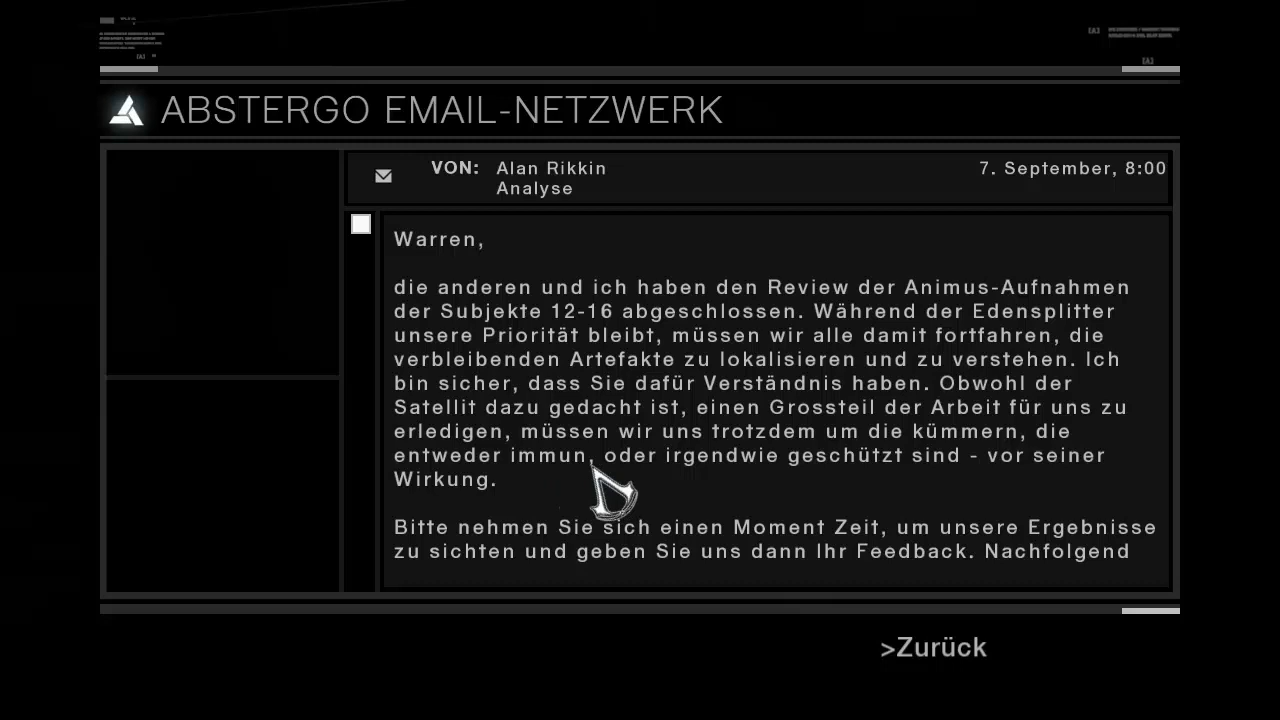 ABSTERGO EMAIL-NETZWERK
VON: Alan Rikkin 7. September, 8:00
Analyse
Warren,
die anderen und ich haben den Review der Animus-Aufnahmen
der Subjekte 12-16 abgeschlossen. Während der Edensplitter
unsere Priorität bleibt, müssen wir alle damit fortfahren, die
verbleibenden Artefakte zu lokalisieren und zu verstehen. Ich
bin sicher, dass Sie dafür Verständnis haben. Obwohl der
Satellit dazu gedacht ist, einen Grossteil der Arbeit für uns zu
erledigen, müssen wir uns trotzdem um die kümmern, die
entweder immun, oder irgendwie geschützt sind - vor seiner
Wirkung.
Bitte nehmen Sie sich einen Moment Zeit, um unsere Ergebnisse
zu sichten und geben Sie uns dann Ihr Feedback. Nachfolgend
>Zurück